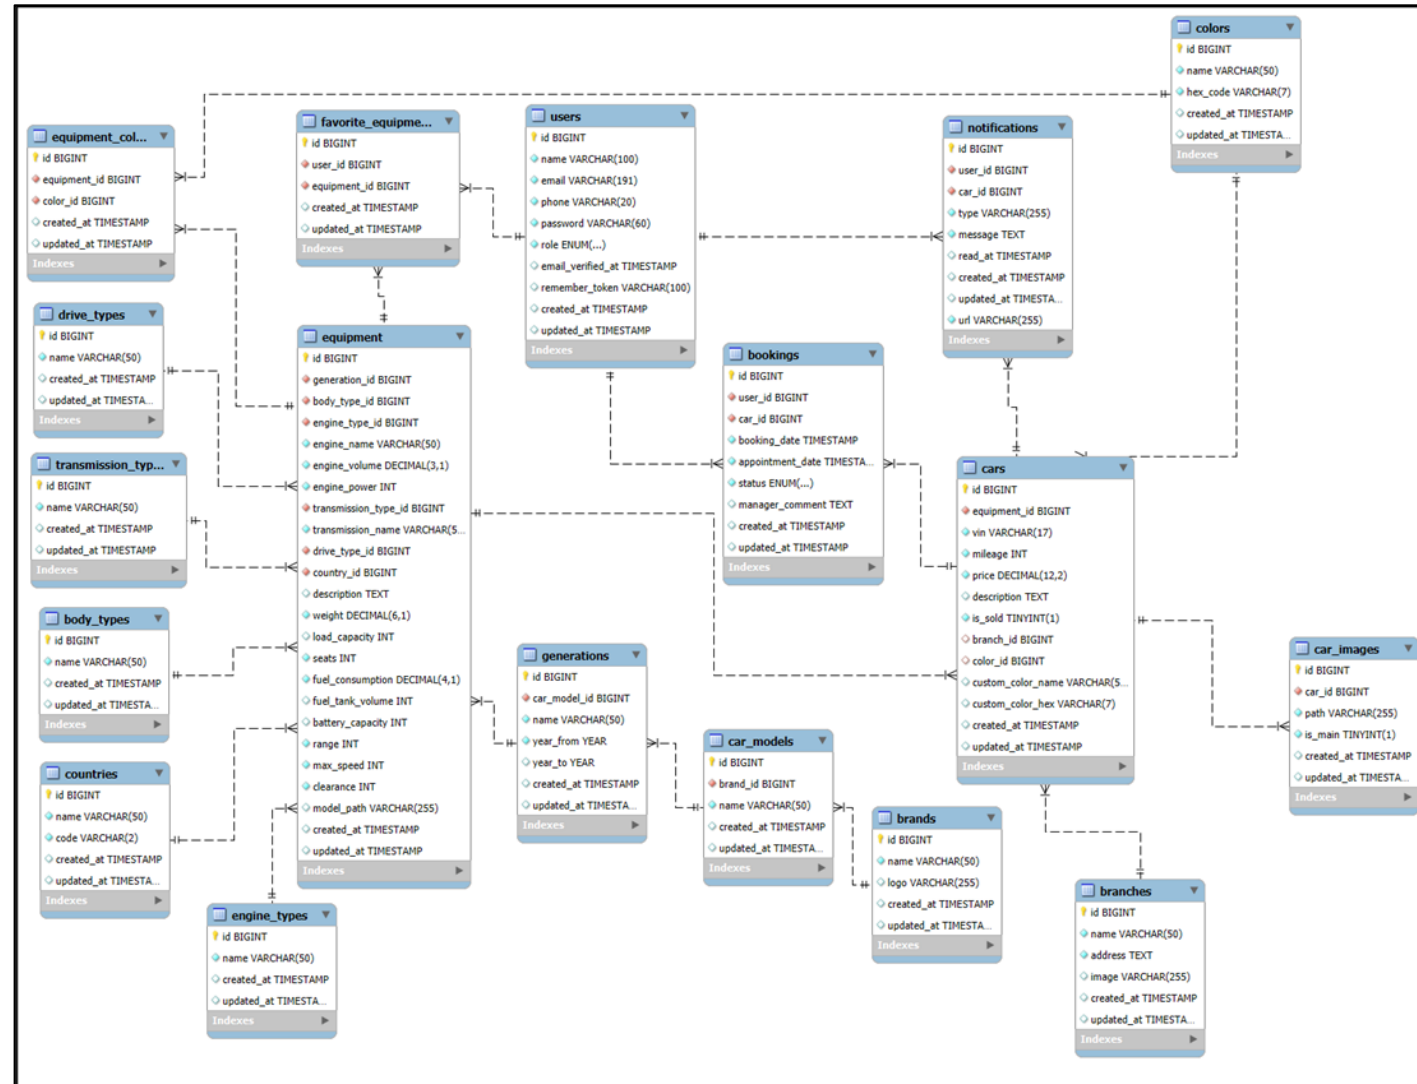 colors
id BIGINT
name VARCHAR(50)
hex_code VARCHAR(7)
created_at TIMESTAMP
updated_at TIMESTA...
Indexes
equipment_col...
id BIGINT
equipment_id BIGINT
color_id BIGINT
created_at TIMESTAMP
updated_at TIMESTAMP
Indexes
favorite_equipme...
id BIGINT
user_id BIGINT
equipment_id BIGINT
created_at TIMESTAMP
updated_at TIMESTAMP
Indexes
users
id BIGINT
name VARCHAR(100)
email VARCHAR(191)
phone VARCHAR(20)
password VARCHAR(60)
role ENUM(...)
email_verified_at TIMESTAMP
remember_token VARCHAR(100)
created_at TIMESTAMP
updated_at TIMESTAMP
Indexes
notifications
id BIGINT
user_id BIGINT
car_id BIGINT
type VARCHAR(255)
message TEXT
read_at TIMESTAMP
created_at TIMESTAMP
updated_at TIMESTA...
url VARCHAR(255)
Indexes
drive_types
id BIGINT
name VARCHAR(50)
created_at TIMESTAMP
updated_at TIMESTA...
Indexes
equipment
id BIGINT
generation_id BIGINT
body_type_id BIGINT
engine_type_id BIGINT
engine_name VARCHAR(50)
engine_volume DECIMAL(3,1)
engine_power INT
transmission_type_id BIGINT
transmission_name VARCHAR(5...
drive_type_id BIGINT
country_id BIGINT
description TEXT
weight DECIMAL(6,1)
load_capacity INT
seats INT
fuel_consumption DECIMAL(4,1)
fuel_tank_volume INT
battery_capacity INT
range INT
max_speed INT
clearance INT
model_path VARCHAR(255)
created_at TIMESTAMP
updated_at TIMESTAMP
Indexes
bookings
id BIGINT
user_id BIGINT
car_id BIGINT
booking_date TIMESTAMP
appointment_date TIMESTA...
status ENUM(...)
manager_comment TEXT
created_at TIMESTAMP
updated_at TIMESTAMP
Indexes
transmission_typ...
id BIGINT
name VARCHAR(50)
created_at TIMESTAMP
updated_at TIMESTAMP
Indexes
cars
id BIGINT
equipment_id BIGINT
vin VARCHAR(17)
mileage INT
price DECIMAL(12,2)
description TEXT
is_sold TINYINT(1)
branch_id BIGINT
color_id BIGINT
custom_color_name VARCHAR(5...
custom_color_hex VARCHAR(7)
created_at TIMESTAMP
updated_at TIMESTAMP
Indexes
body_types
id BIGINT
name VARCHAR(50)
created_at TIMESTAMP
updated_at TIMESTA...
Indexes
generations
id BIGINT
car_model_id BIGINT
name VARCHAR(50)
year_from YEAR
year_to YEAR
created_at TIMESTAMP
updated_at TIMESTA...
Indexes
car_images
id BIGINT
car_id BIGINT
path VARCHAR(255)
is_main TINYINT(1)
created_at TIMESTAMP
updated_at TIMESTA...
Indexes
car_models
id BIGINT
brand_id BIGINT
name VARCHAR(50)
created_at TIMESTAMP
updated_at TIMESTA...
Indexes
countries
id BIGINT
name VARCHAR(50)
code VARCHAR(2)
created_at TIMESTAMP
updated_at TIMESTA...
Indexes
brands
id BIGINT
name VARCHAR(50)
logo VARCHAR(255)
created_at TIMESTAMP
updated_at TIMESTA...
Indexes
branches
id BIGINT
name VARCHAR(50)
address TEXT
image VARCHAR(255)
created_at TIMESTAMP
updated_at TIMESTA...
Indexes
engine_types
id BIGINT
name VARCHAR(50)
created_at TIMESTAMP
updated_at TIMESTA...
Indexes